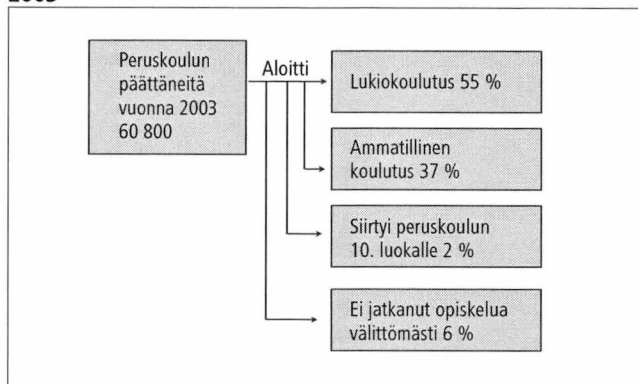 Peruskoulun
päättäneitä
vuonna 2003
60 800
Aloitti
Lukiokoulutus 55 %
Ammatillinen
koulutus 37 %
Siirtyi peruskoulun
10. luokalle 2 %
Ei jatkanut opiskelua
välittömästi 6 %